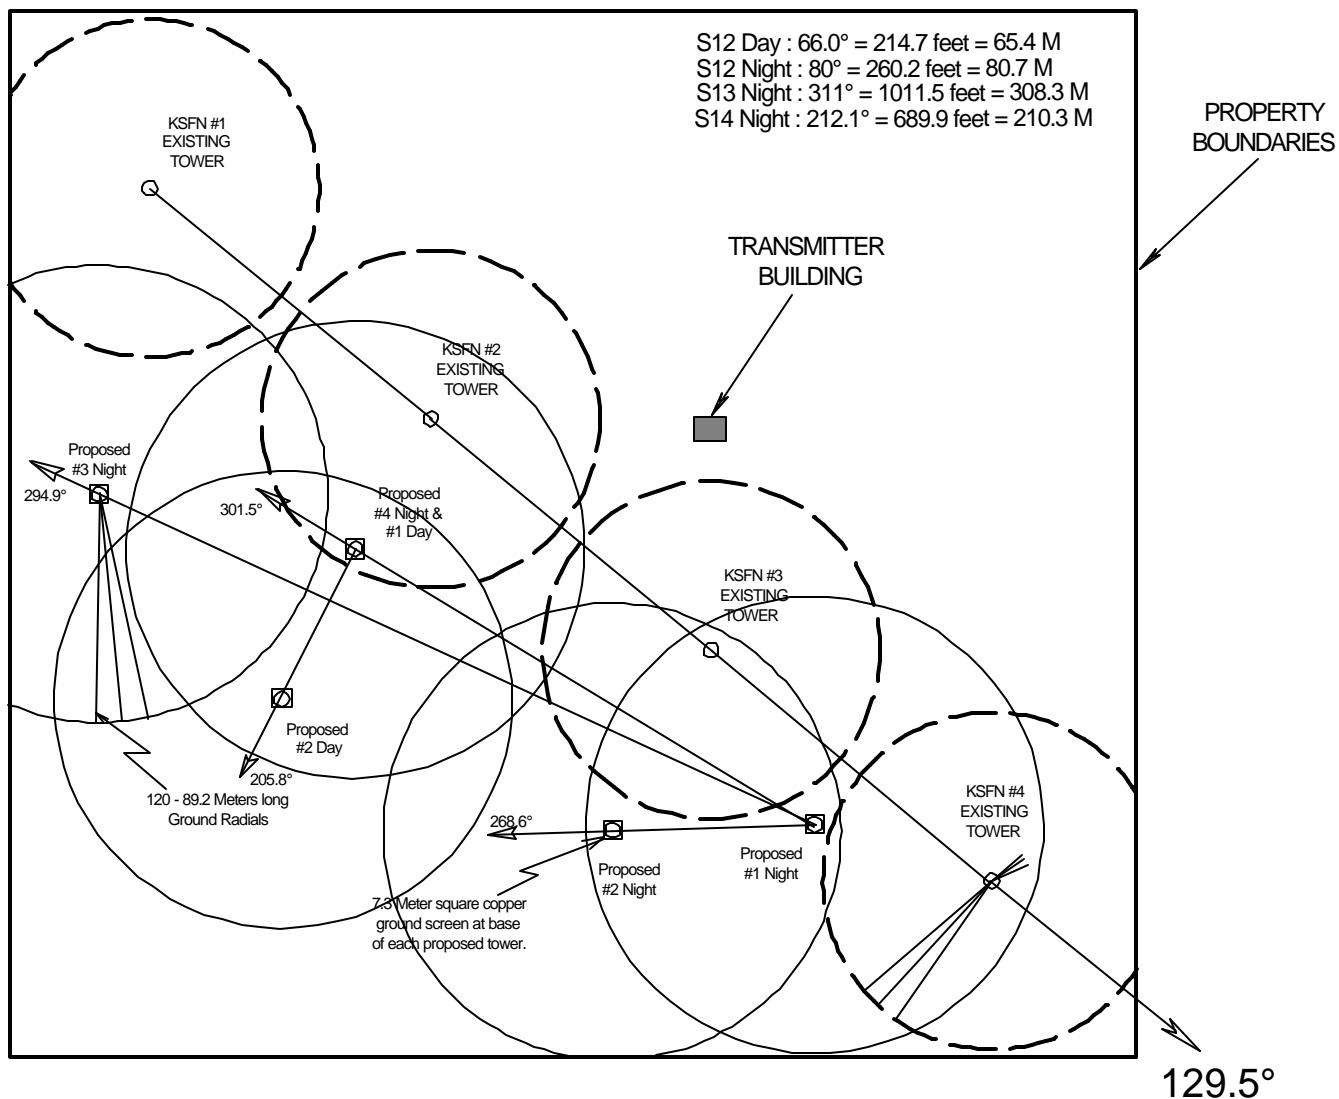 S12 Day : 66.0° = 214.7 feet = 65.4 M
S12 Night : 80° = 260.2 feet = 80.7 M
S13 Night : 311° = 1011.5 feet = 308.3 M
S14 Night : 212.1° = 689.9 feet = 210.3 M
PROPERTY
BOUNDARIES
KSFN #1
EXISTING
TOWER
TRANSMITTER
BUILDING
KSFN #2
EXISTING
TOWER
Proposed
#3 Night
294.9°
301.5°
Proposed
#4 Night &
#1 Day
KSFN #3
EXISTING
TOWER
Proposed
#2 Day
205.8°
120 - 89.2 Meters long
Ground Radials
268.6°
Proposed
#2 Night
Proposed
#1 Night
KSFN #4
EXISTING
TOWER
7.3 Meter square copper
ground screen at base
of each proposed tower.
129.5°